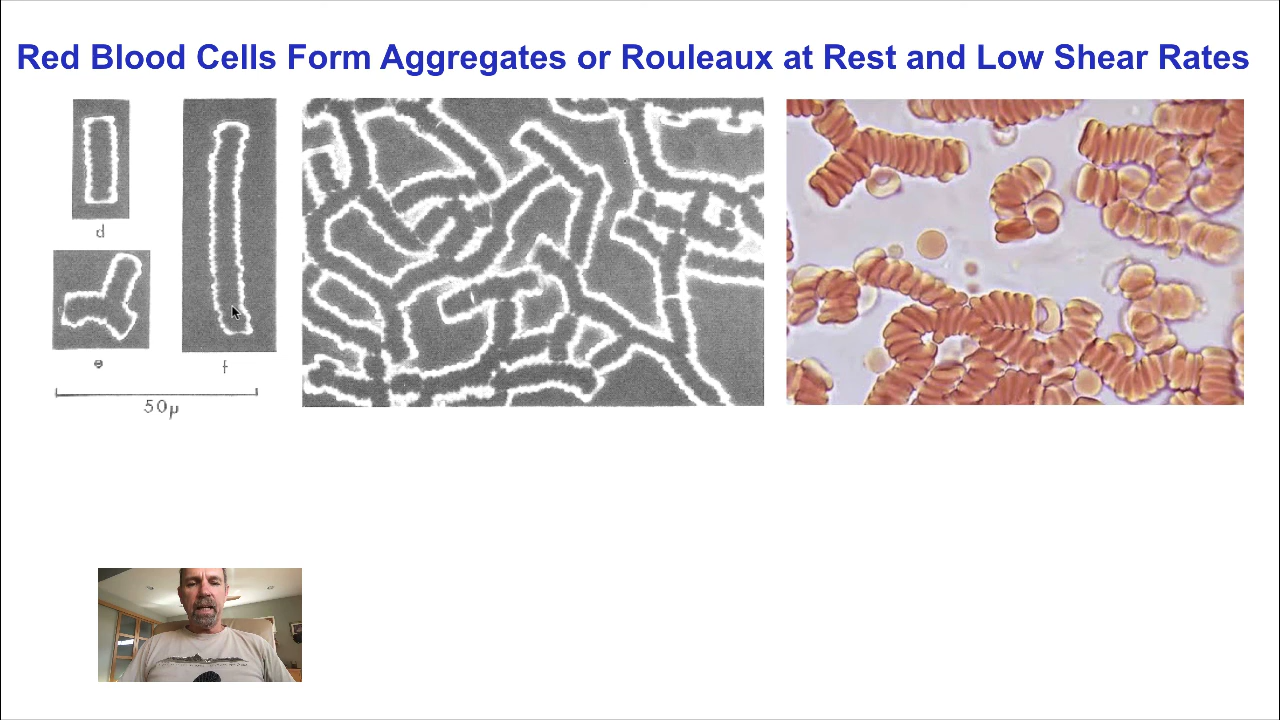 Red Blood Cells Form Aggregates or Rouleaux at Rest and Low Shear Rates
d
e
f
50μ